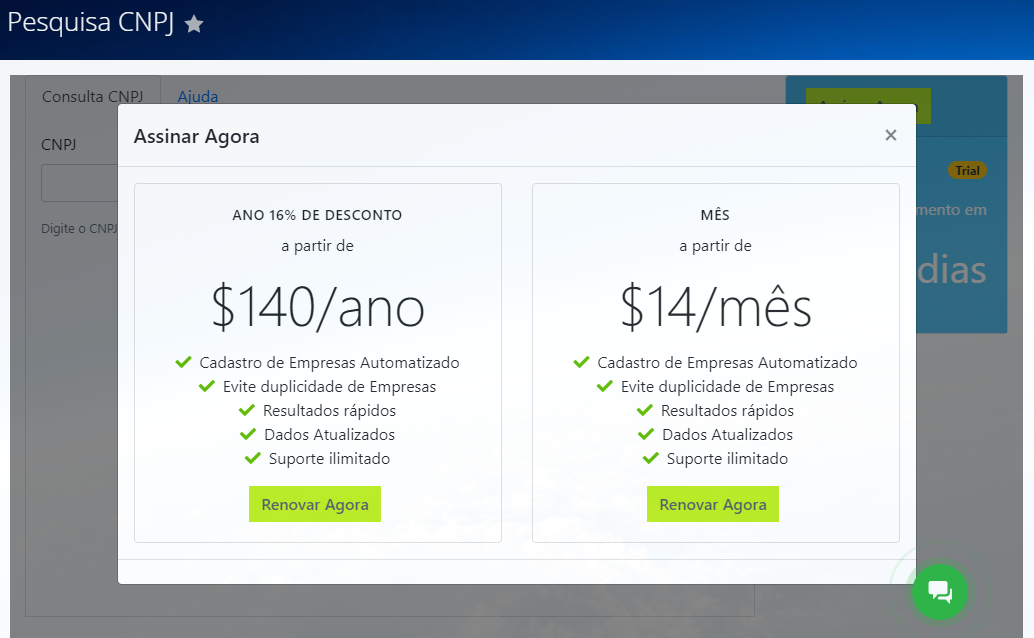 Pesquisa CNPJ
Consulta CNPJ
Ajuda
CNPJ
Digite o CNPJ
Assinar Agora
×
ANO 16% DE DESCONTO
a partir de
$140/ano
Cadastro de Empresas Automatizado
Evite duplicidade de Empresas
Resultados rápidos
Dados Atualizados
Suporte ilimitado
Renovar Agora
MÊS
a partir de
$14/mês
Cadastro de Empresas Automatizado
Evite duplicidade de Empresas
Resultados rápidos
Dados Atualizados
Suporte ilimitado
Renovar Agora
Trial
mento em
dias